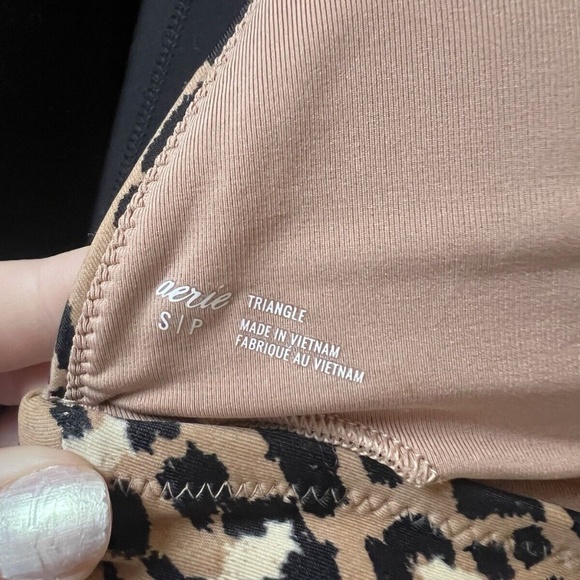 aerie
S|P
TRIANGLE
MADE IN VIETNAM
FABRIQUÉ AU VIETNAM